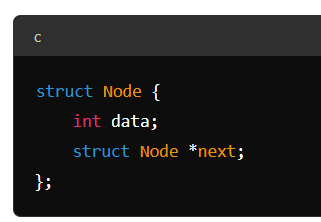 c
struct Node {
    int data;
    struct Node *next;
};